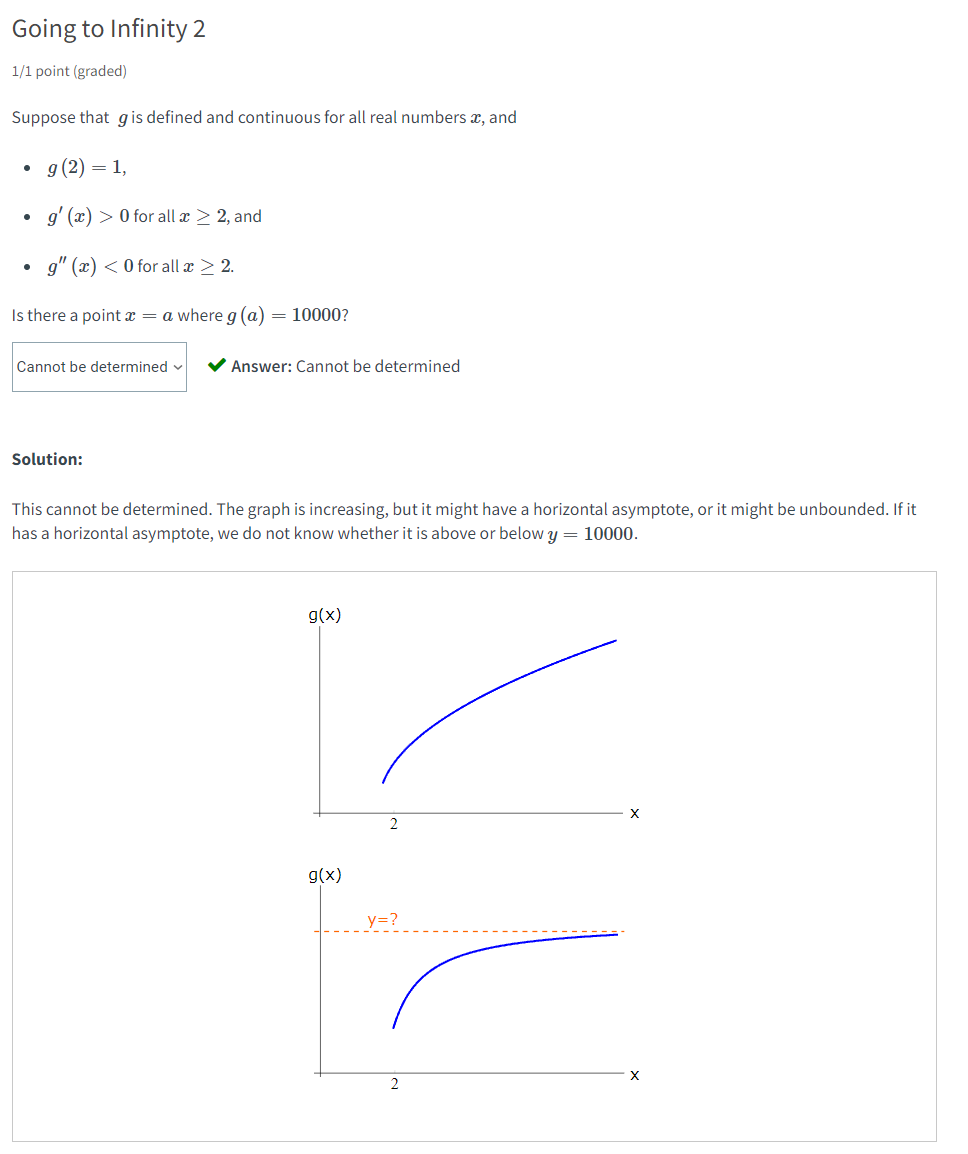 Going to Infinity 2
1/1 point (graded)
Suppose that g is defined and continuous for all real numbers x, and
• g (2) = 1,
• g′ (x) > 0 for all x ≥ 2, and
• g″ (x) < 0 for all x ≥ 2.
Is there a point x = a where g (a) = 10000?
Cannot be determined
Answer: Cannot be determined
Solution:
This cannot be determined. The graph is increasing, but it might have a horizontal asymptote, or it might be unbounded. If it
has a horizontal asymptote, we do not know whether it is above or below y = 10000.
g(x)
x
2
g(x)
y=?
x
2